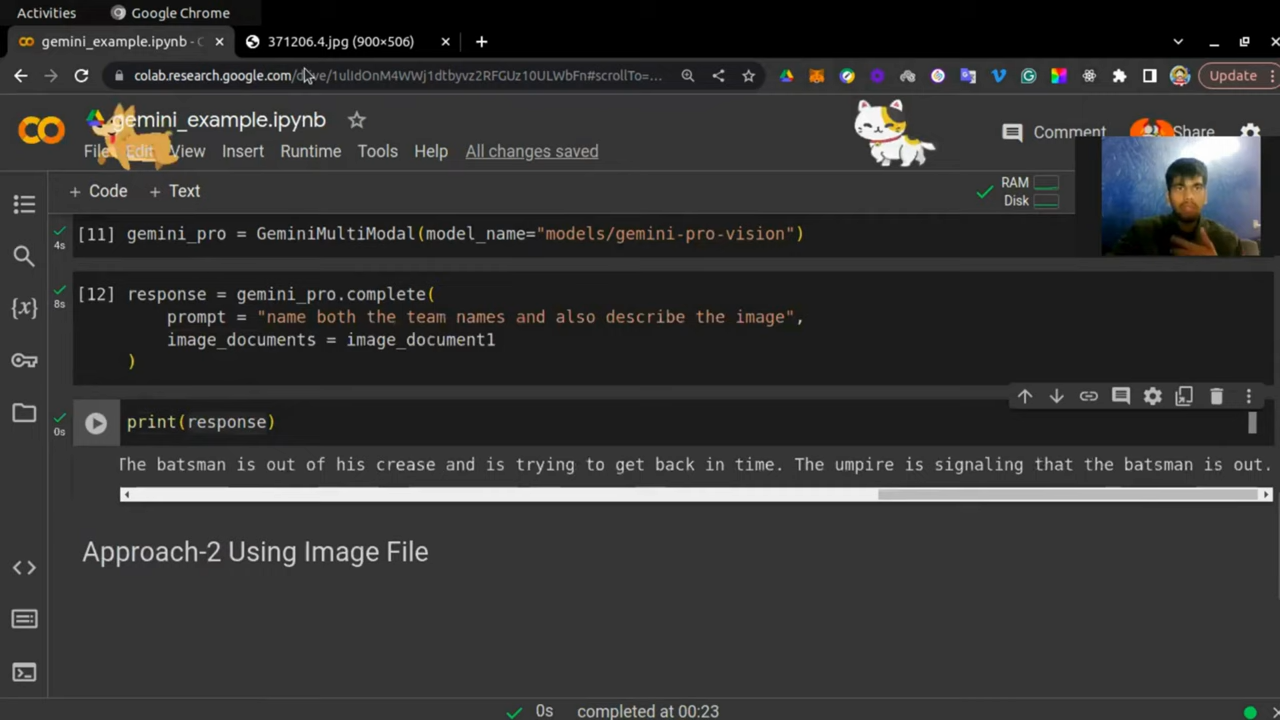 Activities Google Chrome
gemini_example.ipynb - C 371206.4.jpg (900×506)
colab.research.google.com/drive/1uIIdOnM4WWj1dtbyvz2RFGUz10ULWbFn#scrollTo=... Update
gemini_example.ipynb
File Edit View Insert Runtime Tools Help All changes saved
Comment Share
+ Code + Text
RAM
Disk
[11] gemini_pro = GeminiMultiModal(model_name="models/gemini-pro-vision")
4s
[12] response = gemini_pro.complete(
8s
prompt = "name both the team names and also describe the image",
image_documents = image_document1
)
print(response)
0s
The batsman is out of his crease and is trying to get back in time. The umpire is signaling that the batsman is out.
Approach-2 Using Image File
0s completed at 00:23